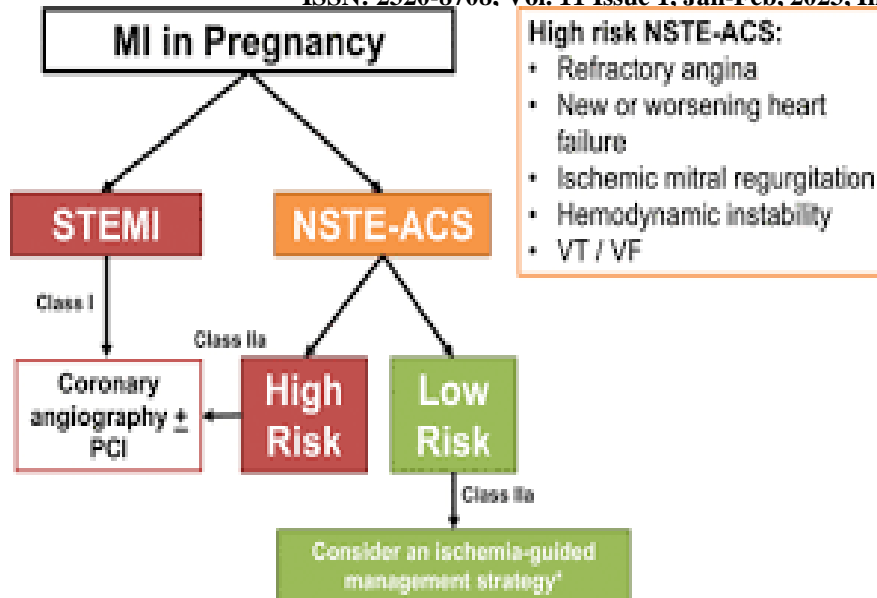 MI in Pregnancy
High risk NSTE-ACS:
• Refractory angina
• New or worsening heart
failure
• Ischemic mitral regurgitation
• Hemodynamic instability
• VT / VF
STEMI
NSTE-ACS
Class I
Class IIa
Coronary
angiography ±
PCI
High
Risk
Low
Risk
Class IIa
Consider an ischemia-guided
management strategy*